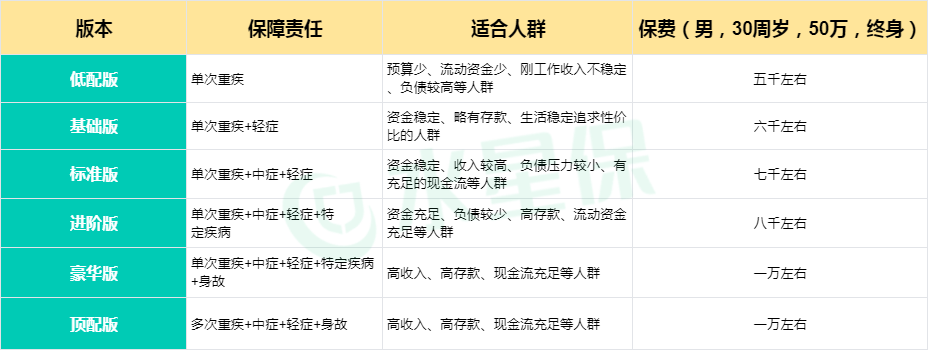 版本 保障责任 适合人群 保费（男，30周岁，50万，终身）
低配版 单次重疾 预算少、流动资金少、刚工作收入不稳定
、负债较高等人群 五千左右
基础版 单次重疾+轻症 资金稳定、略有存款、生活稳定追求性价
比的人群 六千左右
标准版 单次重疾+中症+轻症 资金稳定、收入较高、负债压力较小、有
充足的现金流等人群 七千左右
进阶版 单次重疾+中症+轻症+特
定疾病 资金充足、负债较少、高存款、流动资金
充足等人群 八千左右
豪华版 单次重疾+中症+轻症+特定疾病
+身故 高收入、高存款、现金流充足等人群 一万左右
顶配版 多次重疾+中症+轻症+身故 高收入、高存款、现金流充足等人群 一万左右
水星保